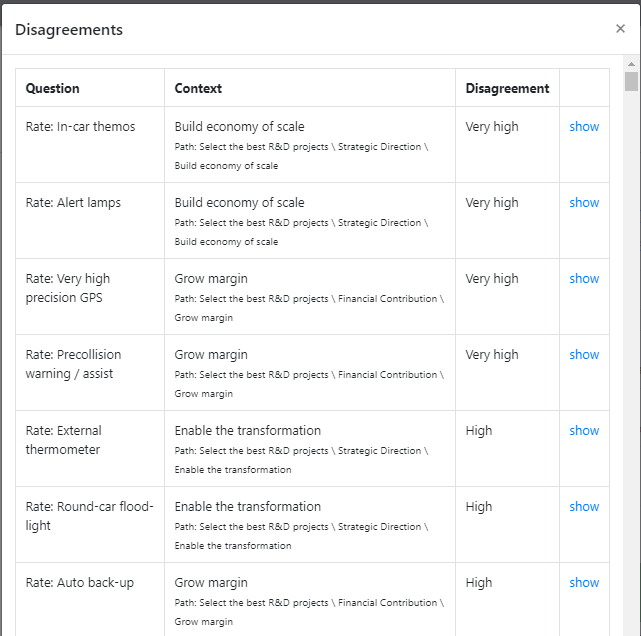 Disagreements ×
Question Context Disagreement
Rate: In-car themos Build economy of scale Very high show
Path: Select the best R&D projects \ Strategic Direction \
Build economy of scale
Rate: Alert lamps Build economy of scale Very high show
Path: Select the best R&D projects \ Strategic Direction \
Build economy of scale
Rate: Very high Grow margin Very high show
precision GPS Path: Select the best R&D projects \ Financial Contribution \
Grow margin
Rate: Precollision Grow margin Very high show
warning / assist Path: Select the best R&D projects \ Financial Contribution \
Grow margin
Rate: External Enable the transformation High show
thermometer Path: Select the best R&D projects \ Strategic Direction \
Enable the transformation
Rate: Round-car flood- Enable the transformation High show
light Path: Select the best R&D projects \ Strategic Direction \
Enable the transformation
Rate: Auto back-up Grow margin High show
Path: Select the best R&D projects \ Financial Contribution \
Grow margin